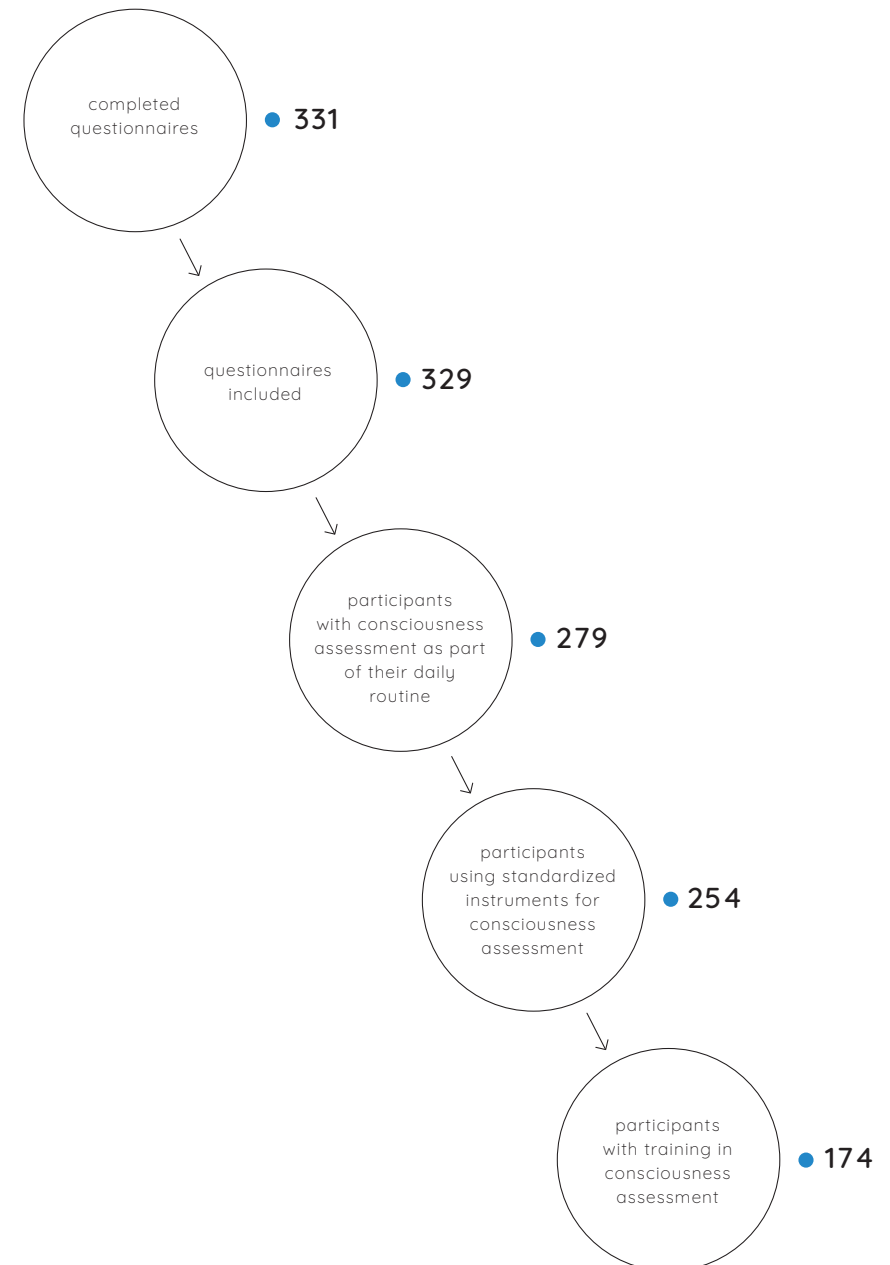 completed
questionnaires
331
questionnaires
included
329
participants
with consciousness
assessment as part
of their daily
routine
279
participants
using standardized
instruments for
consciousness
assessment
254
participants
with training in
consciousness
assessment
174